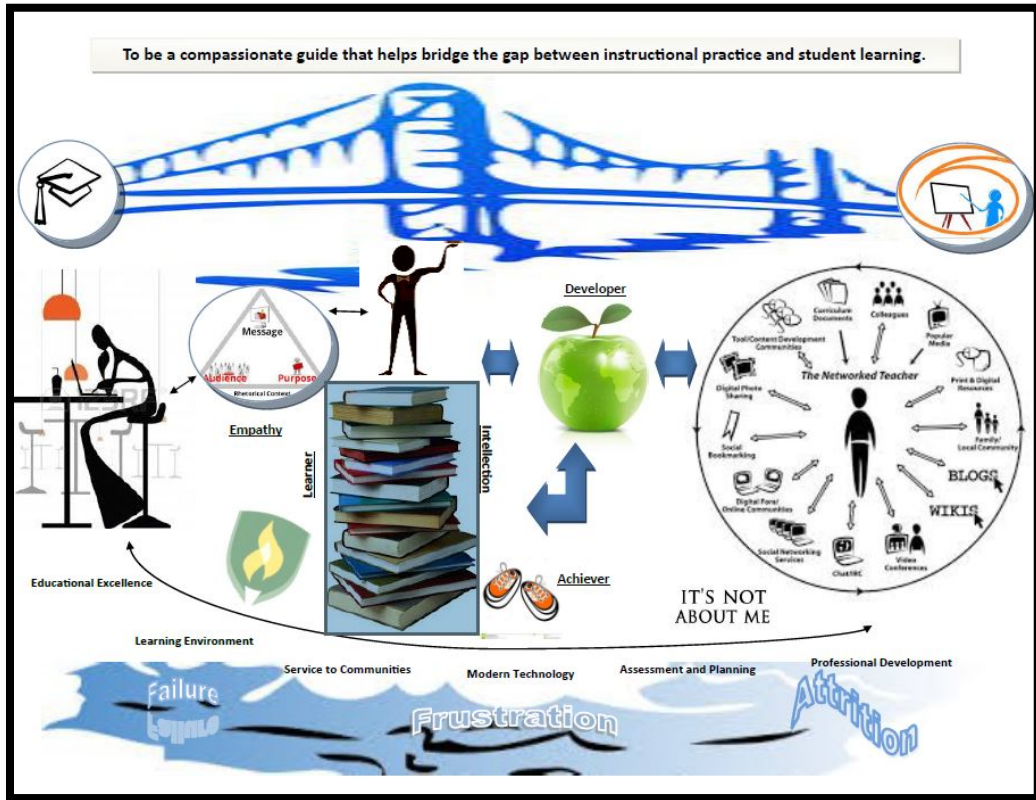 To be a compassionate guide that helps bridge the gap between instructional practice and student learning.
Developer
Message
Audience
Purpose
Rhetorical Context
Empathy
Learner
Intellection
Achiever
Curriculum
Documents
Colleagues
Popular
Media
Tool/Content Development
Communities
The Networked Teacher
Print & Digital
Resources
Digital Photo
Sharing
Family/
Local Community
Social
Bookmarking
BLOGS
Digital Fora/
Online Communities
WIKIS
Social Networking
Services
Chat/IRC
Video
Conferences
IT'S NOT
ABOUT ME
Educational Excellence
Learning Environment
Service to Communities
Modern Technology
Assessment and Planning
Professional Development
Failure
Frustration
Attrition